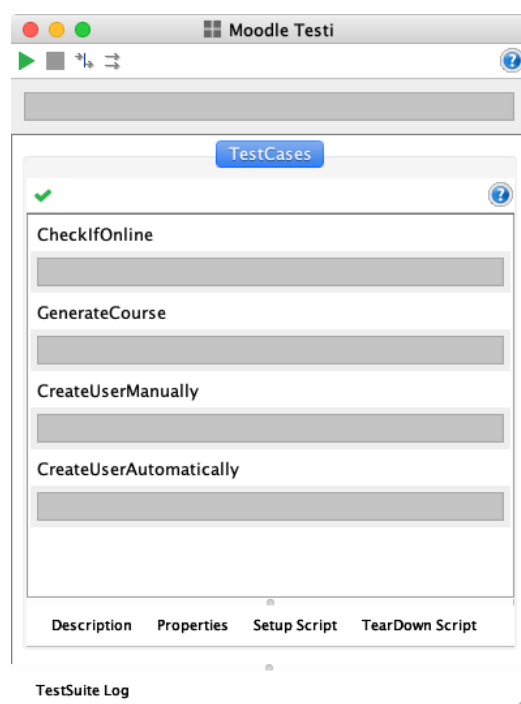 Moodle Testi
?
TestCases
?
CheckIfOnline
GenerateCourse
CreateUserManually
CreateUserAutomatically
Description Properties Setup Script TearDown Script
TestSuite Log